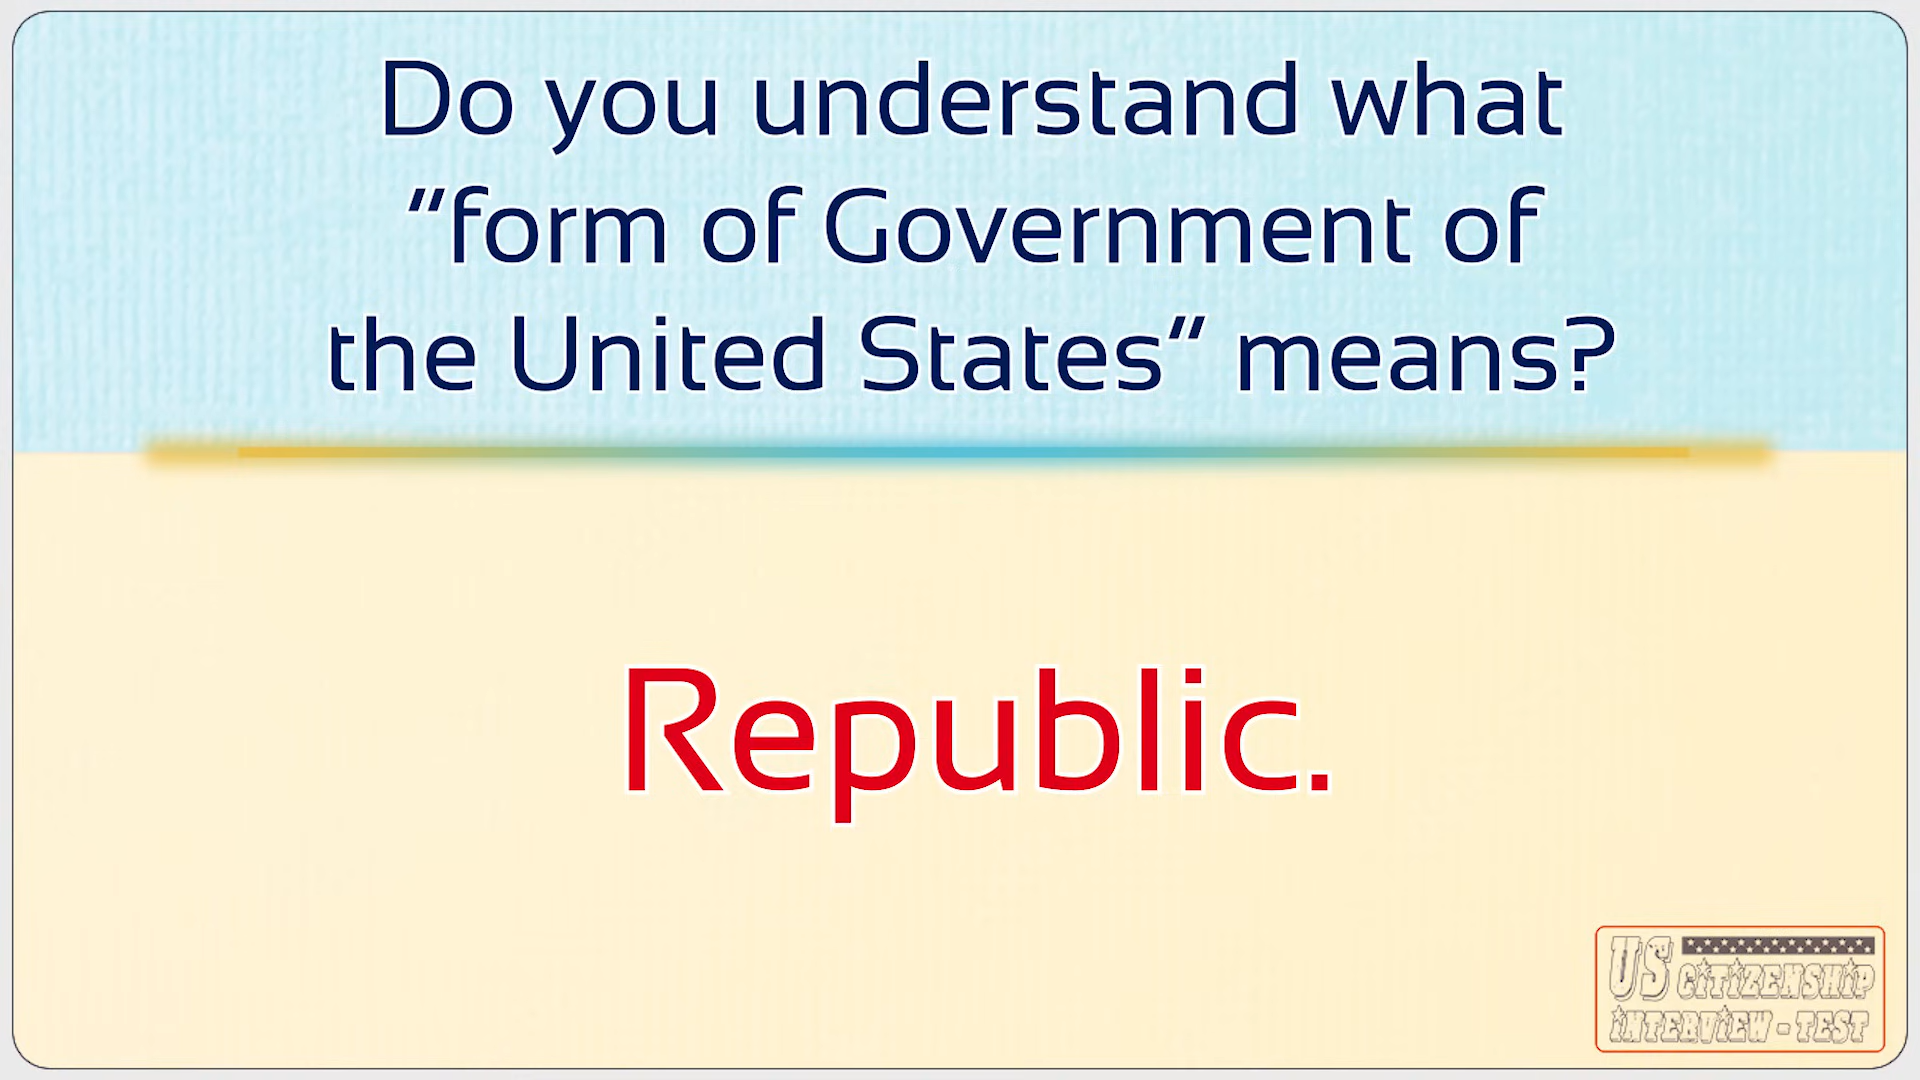 Do you understand what
"form of Government of
the United States" means?
Republic.
US CITIZENSHIP
INTERVIEW - TEST